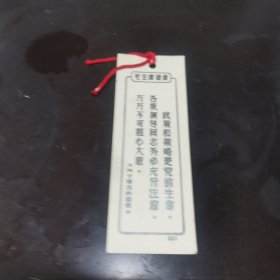 毛主席语录
政策和策略是党的生命，
各级领导同志务必充分注意，
万万不可粗心大意。